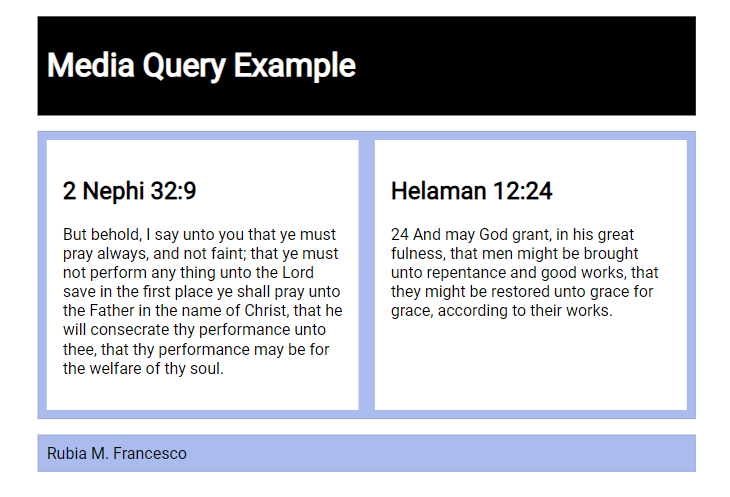 Media Query Example
2 Nephi 32:9
But behold, I say unto you that ye must
pray always, and not faint; that ye must
not perform any thing unto the Lord
save in the first place ye shall pray unto
the Father in the name of Christ, that he
will consecrate thy performance unto
thee, that thy performance may be for
the welfare of thy soul.
Helaman 12:24
24 And may God grant, in his great
fulness, that men might be brought
unto repentance and good works, that
they might be restored unto grace for
grace, according to their works.
Rubia M. Francesco